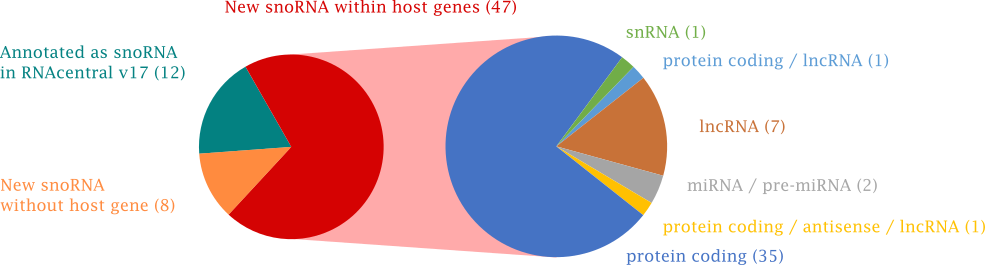 New snoRNA within host genes (47)
Annotated as snoRNA
in RNAcentral v17 (12)
New snoRNA
without host gene (8)
snRNA (1)
protein coding / lncRNA (1)
lncRNA (7)
miRNA / pre-miRNA (2)
protein coding / antisense / lncRNA (1)
protein coding (35)